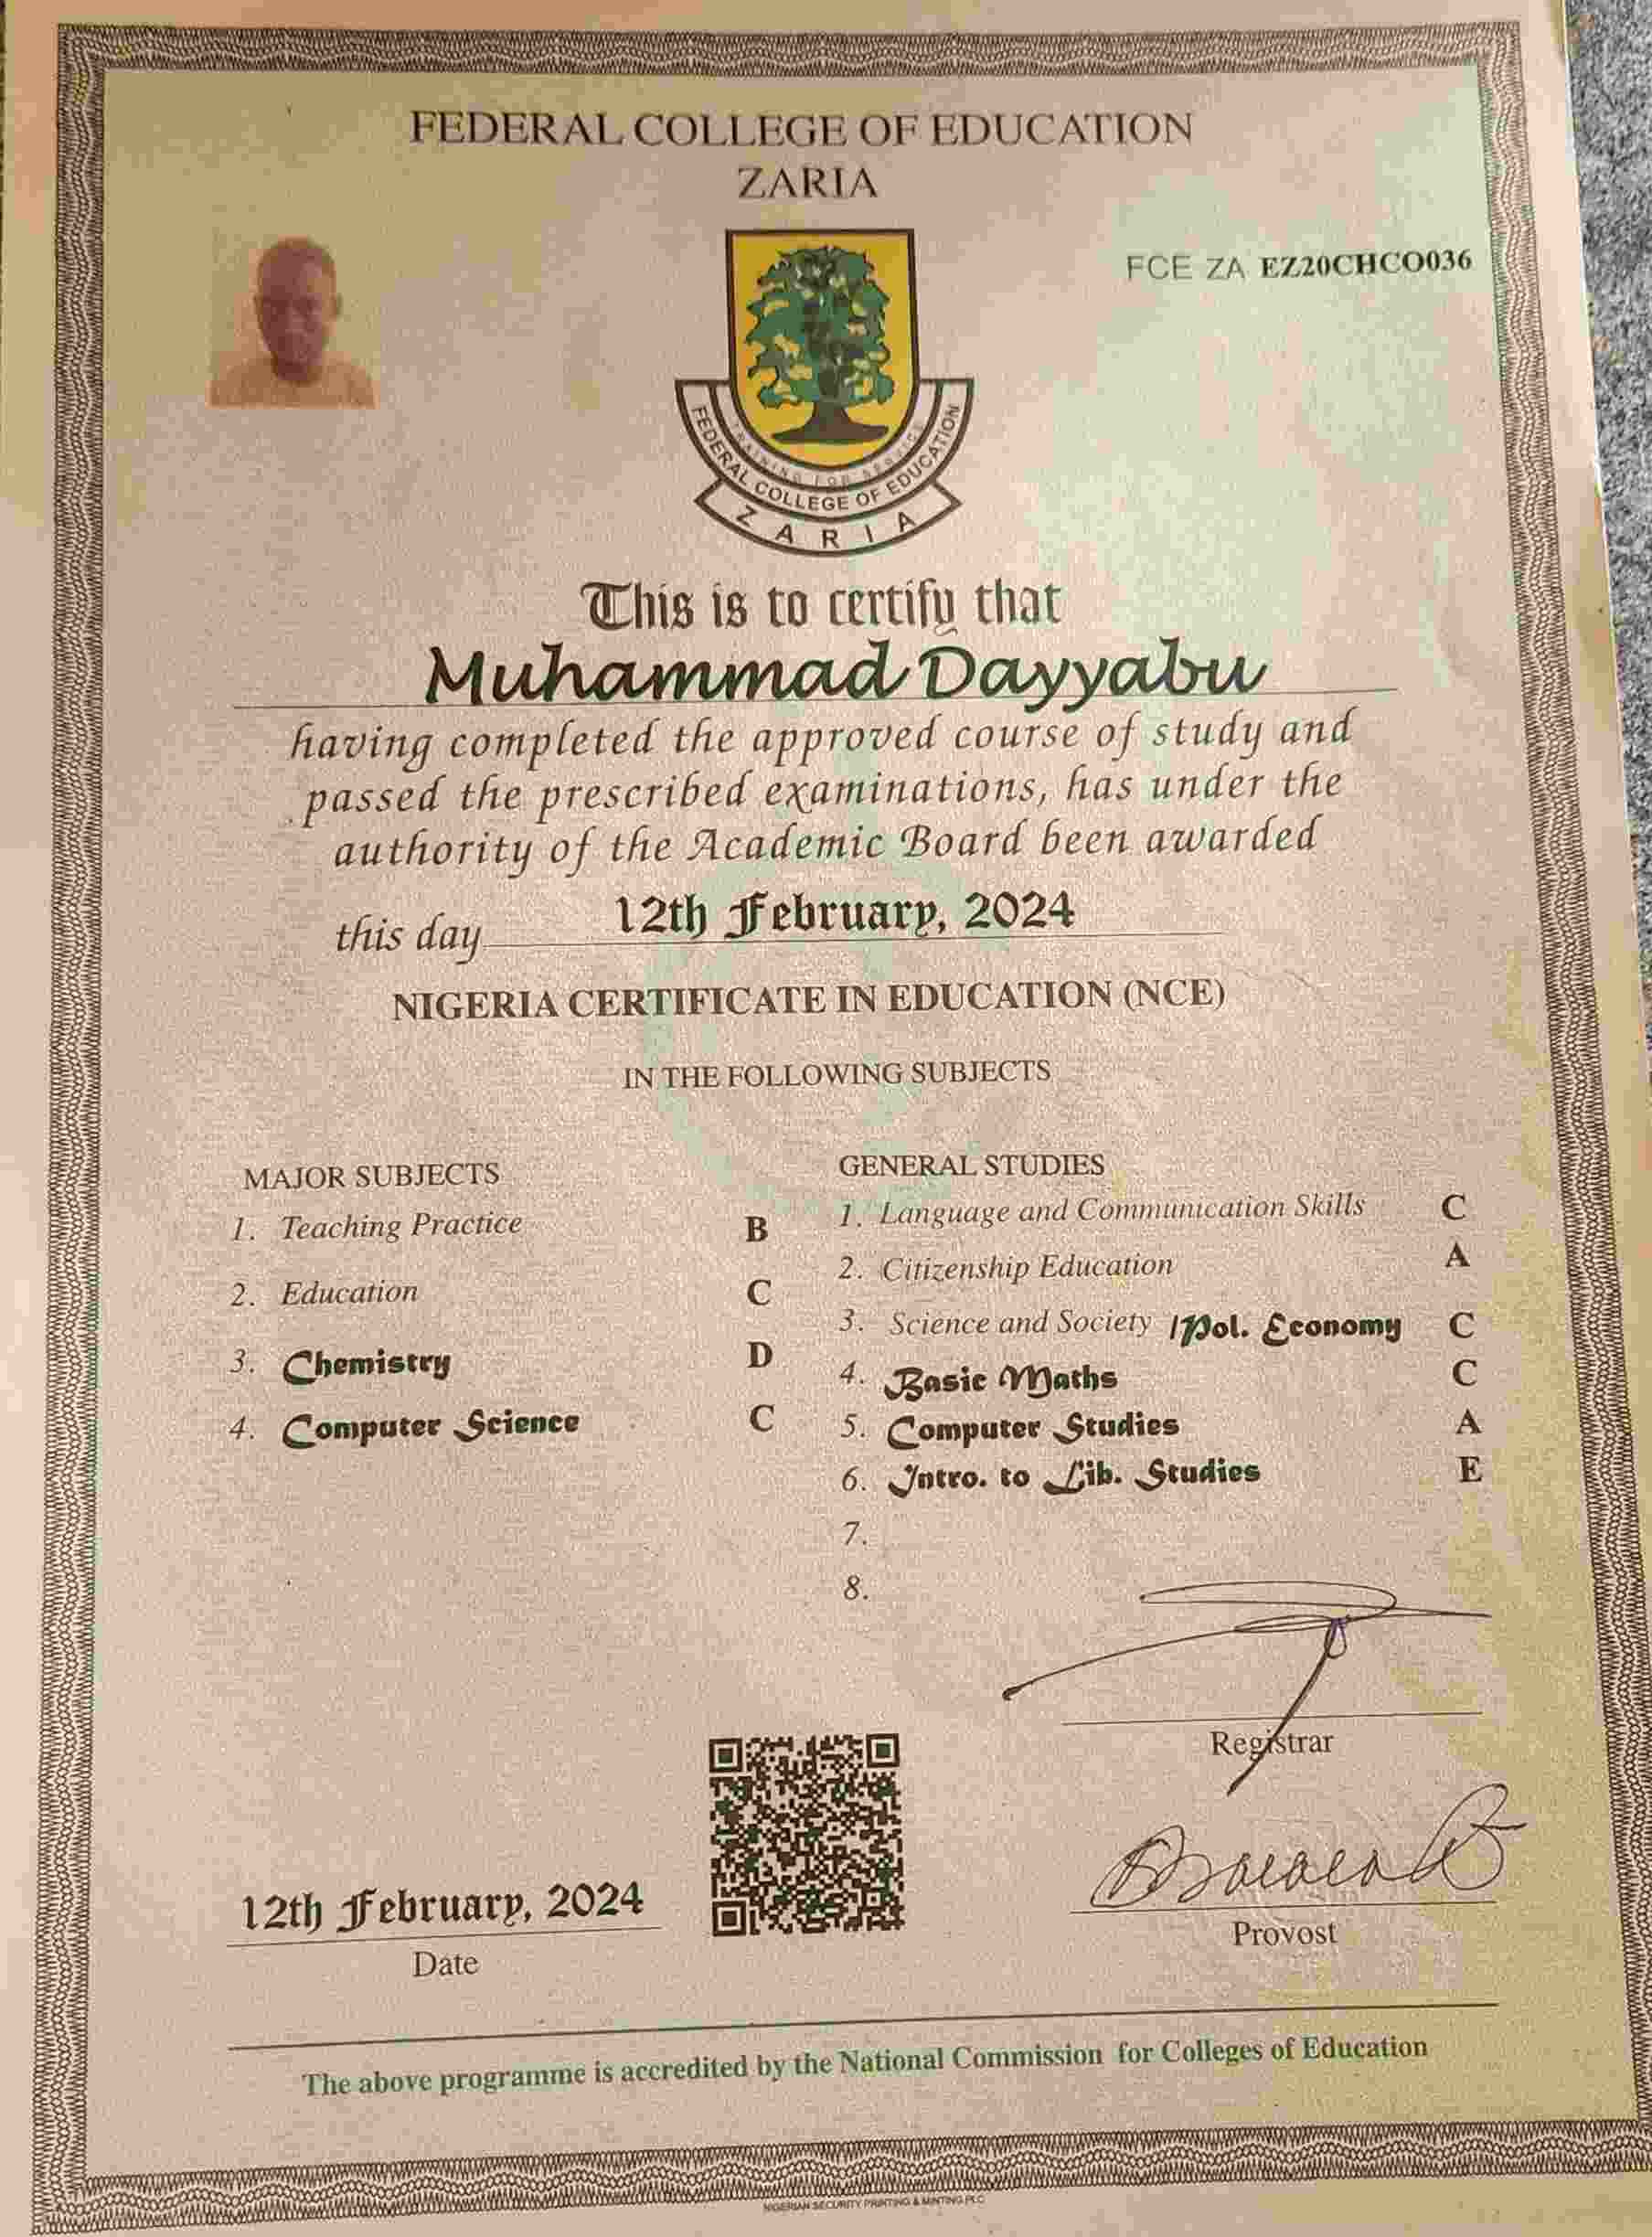 FEDERAL COLLEGE OF EDUCATION
ZARIA
FCE ZA EZ20CHCO036
TRAINING FOR SERVICE
FEDERAL COLLEGE OF EDUCATION
ZARIA
This is to certify that
Muhammad Dayyabu
having completed the approved course of study and
passed the prescribed examinations, has under the
authority of the Academic Board been awarded
this day 12th February, 2024
NIGERIA CERTIFICATE IN EDUCATION (NCE)
IN THE FOLLOWING SUBJECTS
MAJOR SUBJECTS
1. Teaching Practice B
2. Education C
3. Chemistry D
4. Computer Science C
GENERAL STUDIES
1. Language and Communication Skills C
2. Citizenship Education A
3. Science and Society /Pol. Economy C
4. Basic Maths C
5. Computer Studies A
6. Intro. to Lib. Studies E
7.
8.
Registrar
Provost
12th February, 2024
Date
The above programme is accredited by the National Commission for Colleges of Education
NIGERIAN SECURITY PRINTING & MINTING PLC